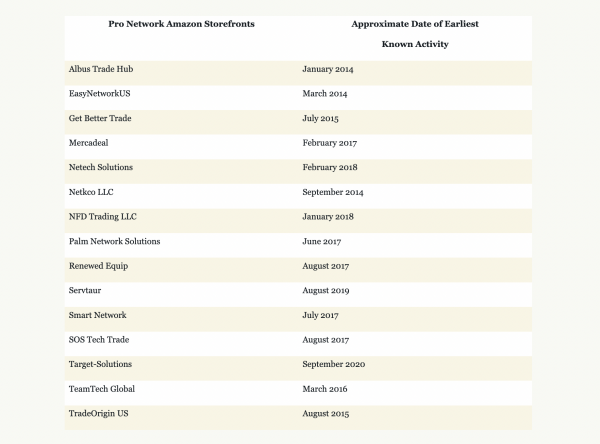 Pro Network Amazon Storefronts Approximate Date of Earliest
Known Activity
Albus Trade Hub January 2014
EasyNetworkUS March 2014
Get Better Trade July 2015
Mercadeal February 2017
Netech Solutions February 2018
Netkco LLC September 2014
NFD Trading LLC January 2018
Palm Network Solutions June 2017
Renewed Equip August 2017
Servtaur August 2019
Smart Network July 2017
SOS Tech Trade August 2017
Target-Solutions September 2020
TeamTech Global March 2016
TradeOrigin US August 2015